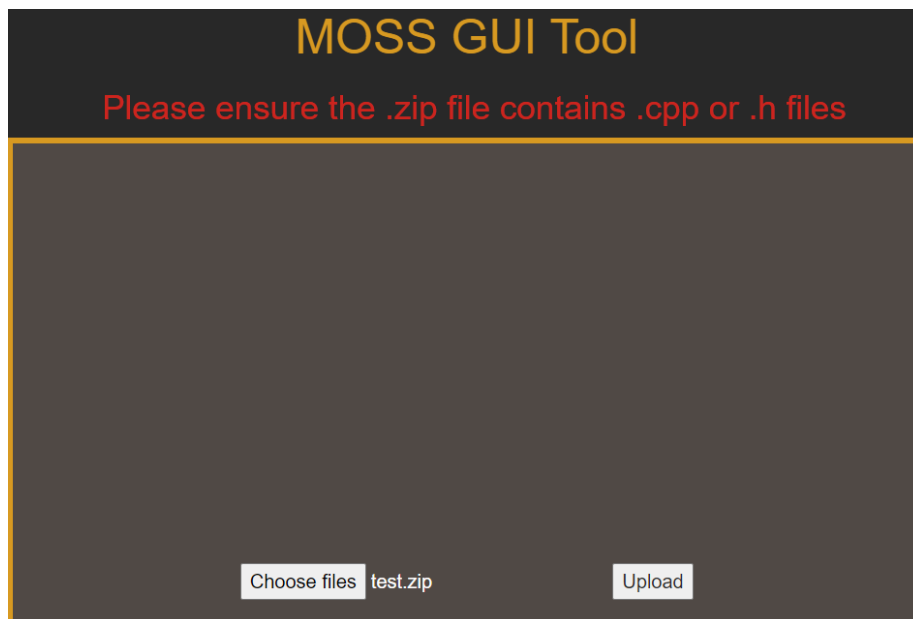 MOSS GUI Tool
Please ensure the .zip file contains .cpp or .h files
Choose files test.zip Upload